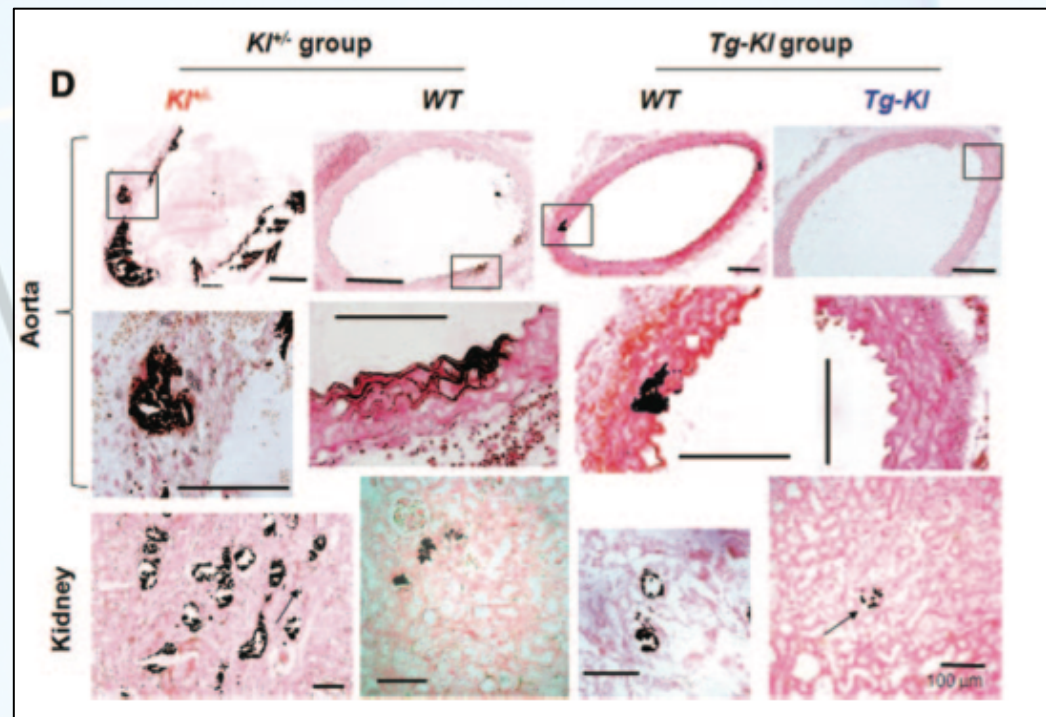 Kl+/- group Tg-Kl group
D
Kl+/- WT WT Tg-Kl
Aorta
Kidney
100 µm